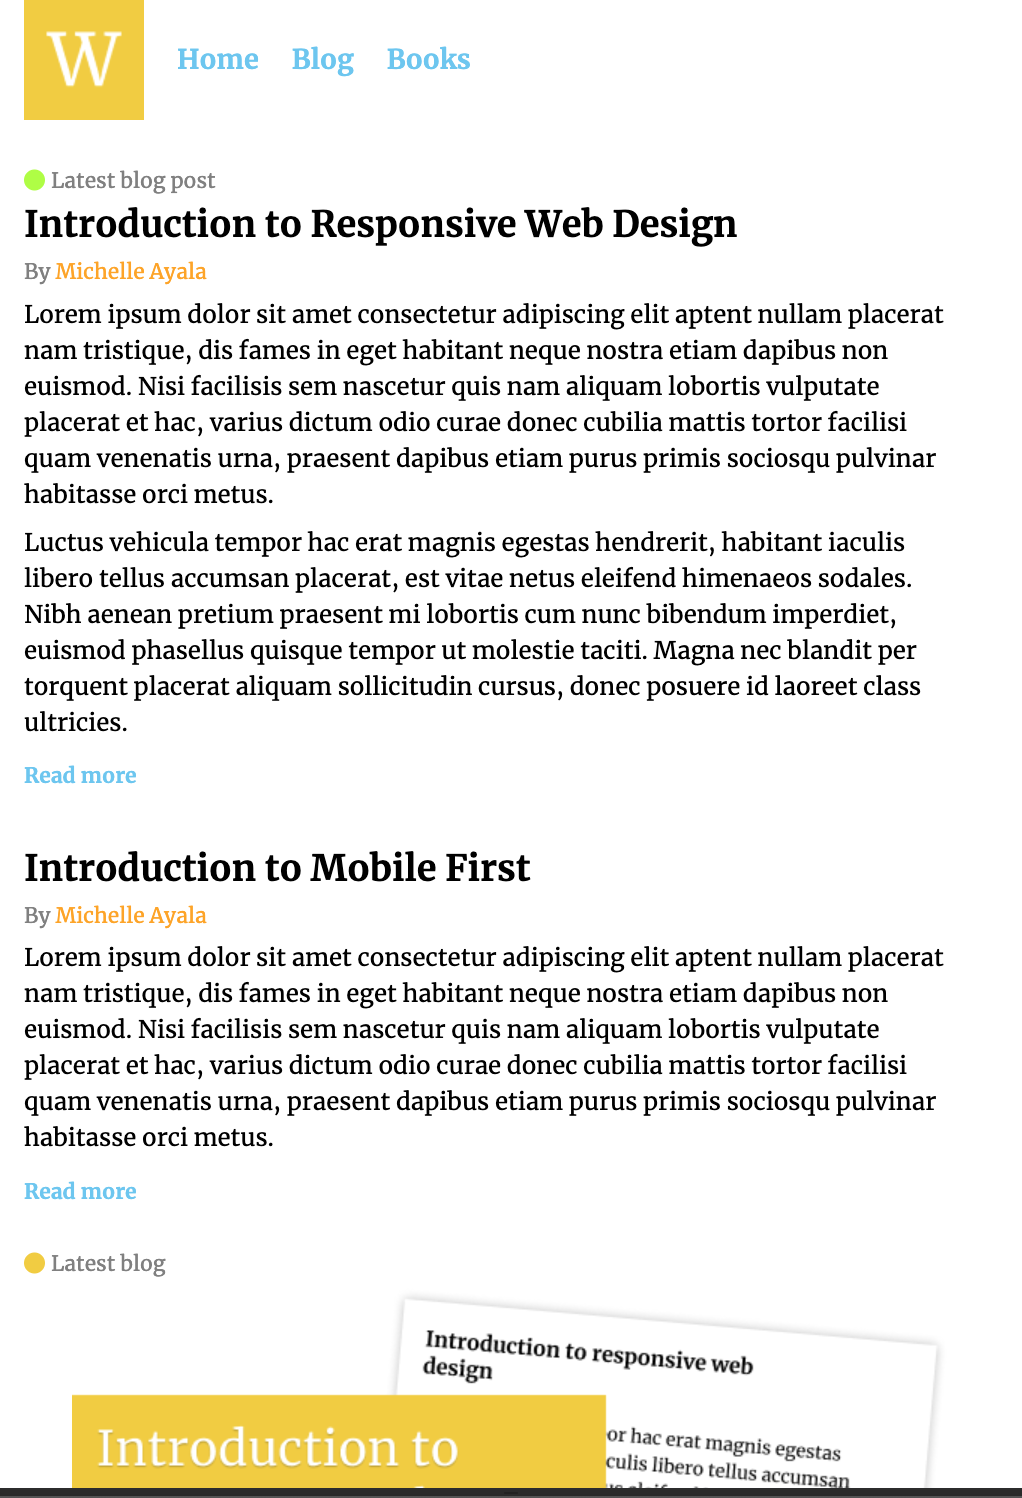 W
Home Blog Books
Latest blog post
Introduction to Responsive Web Design
By Michelle Ayala
Lorem ipsum dolor sit amet consectetur adipiscing elit aptent nullam placerat
nam tristique, dis fames in eget habitant neque nostra etiam dapibus non
euismod. Nisi facilisis sem nascetur quis nam aliquam lobortis vulputate
placerat et hac, varius dictum odio curae donec cubilia mattis tortor facilisi
quam venenatis urna, praesent dapibus etiam purus primis sociosqu pulvinar
habitasse orci metus.
Luctus vehicula tempor hac erat magnis egestas hendrerit, habitant iaculis
libero tellus accumsan placerat, est vitae netus eleifend himenaeos sodales.
Nibh aenean pretium praesent mi lobortis cum nunc bibendum imperdiet,
euismod phasellus quisque tempor ut molestie taciti. Magna nec blandit per
torquent placerat aliquam sollicitudin cursus, donec posuere id laoreet class
ultricies.
Read more
Introduction to Mobile First
By Michelle Ayala
Lorem ipsum dolor sit amet consectetur adipiscing elit aptent nullam placerat
nam tristique, dis fames in eget habitant neque nostra etiam dapibus non
euismod. Nisi facilisis sem nascetur quis nam aliquam lobortis vulputate
placerat et hac, varius dictum odio curae donec cubilia mattis tortor facilisi
quam venenatis urna, praesent dapibus etiam purus primis sociosqu pulvinar
habitasse orci metus.
Read more
Latest blog
Introduction to responsive web
design
or hac erat magnis egestas
culis libero tellus accumsan
Introduction to